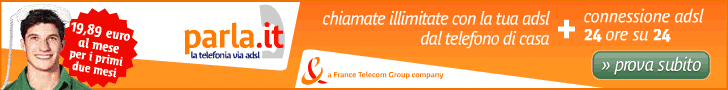 19,89 euro
al mese
per i primi
due mesi
parla.it
la telefonia via adsl
chiamate illimitate con la tua adsl
dal telefono di casa
+
connessione adsl
24 ore su 24
a France Telecom Group company
» prova subito